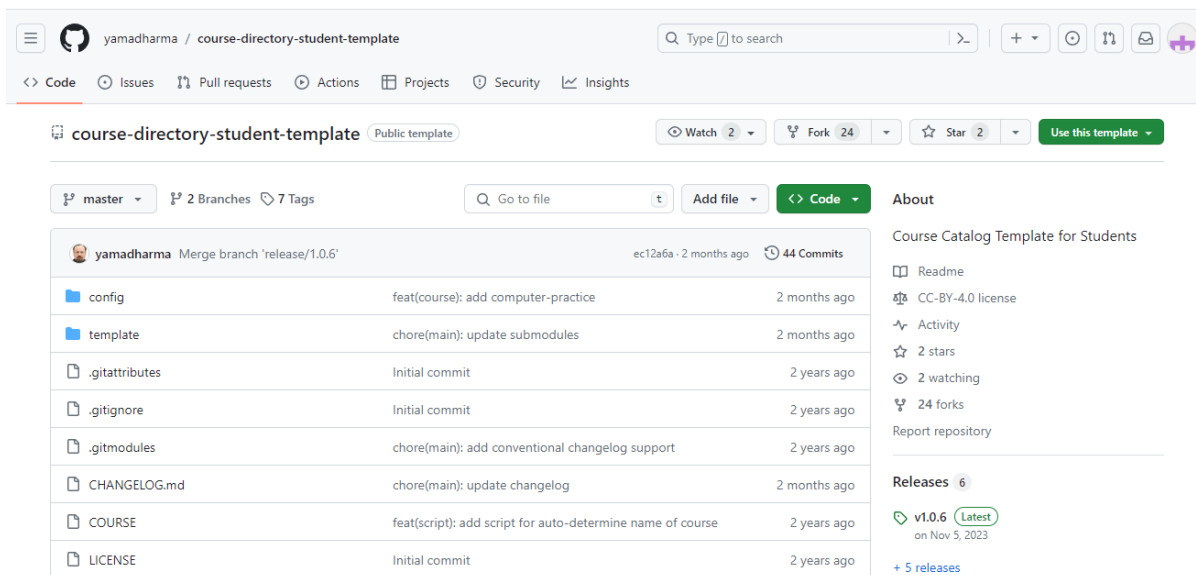 yamadharma / course-directory-student-template
Type / to search
Code Issues Pull requests Actions Projects Security Insights
course-directory-student-template Public template
Watch 2 Fork 24 Star 2 Use this template
master 2 Branches 7 Tags Go to file t Add file Code
About
Course Catalog Template for Students
yamadharma Merge branch 'release/1.0.6' ec12a6a · 2 months ago 44 Commits
Readme
config feat(course): add computer-practice 2 months ago
CC-BY-4.0 license
Activity
template chore(main): update submodules 2 months ago
2 stars
.gitattributes Initial commit 2 years ago
2 watching
.gitignore Initial commit 2 years ago
24 forks
Report repository
.gitmodules chore(main): add conventional changelog support 2 years ago
CHANGELOG.md chore(main): update changelog 2 months ago
Releases 6
COURSE feat(script): add script for auto-determine name of course 2 years ago
v1.0.6 Latest
on Nov 5, 2023
LICENSE Initial commit 2 years ago
+ 5 releases